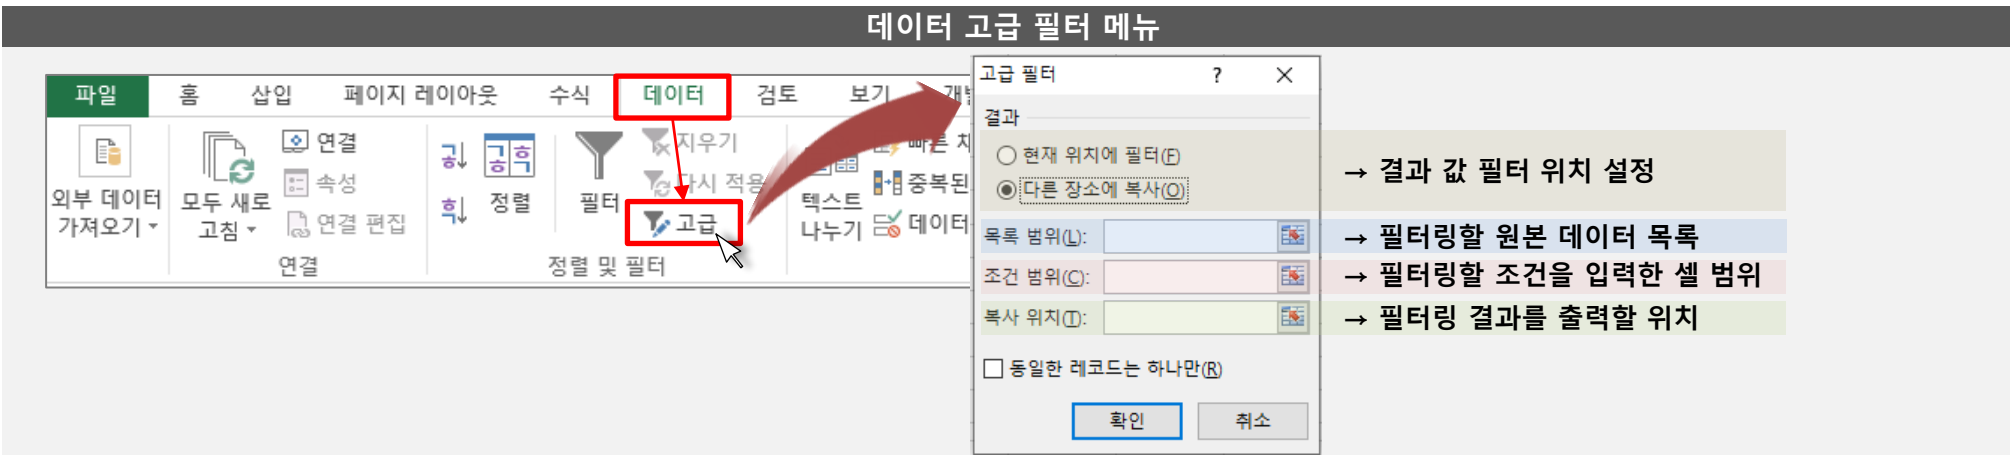 데이터 고급 필터 메뉴
파일 홈 삽입 페이지 레이아웃 수식 데이터 검토 보기
외부 데이터
가져오기
모두 새로
고침
연결
속성
연결 편집
연결
정렬
필터
지우기
다시 적용
고급
정렬 및 필터
텍스트
나누기
빠른 채
중복된
데이터
고급 필터 ? ×
결과
현재 위치에 필터(F)
다른 장소에 복사(O)
→ 결과 값 필터 위치 설정
목록 범위(L): → 필터링할 원본 데이터 목록
조건 범위(C): → 필터링할 조건을 입력한 셀 범위
복사 위치(T): → 필터링 결과를 출력할 위치
동일한 레코드는 하나만(R)
확인 취소